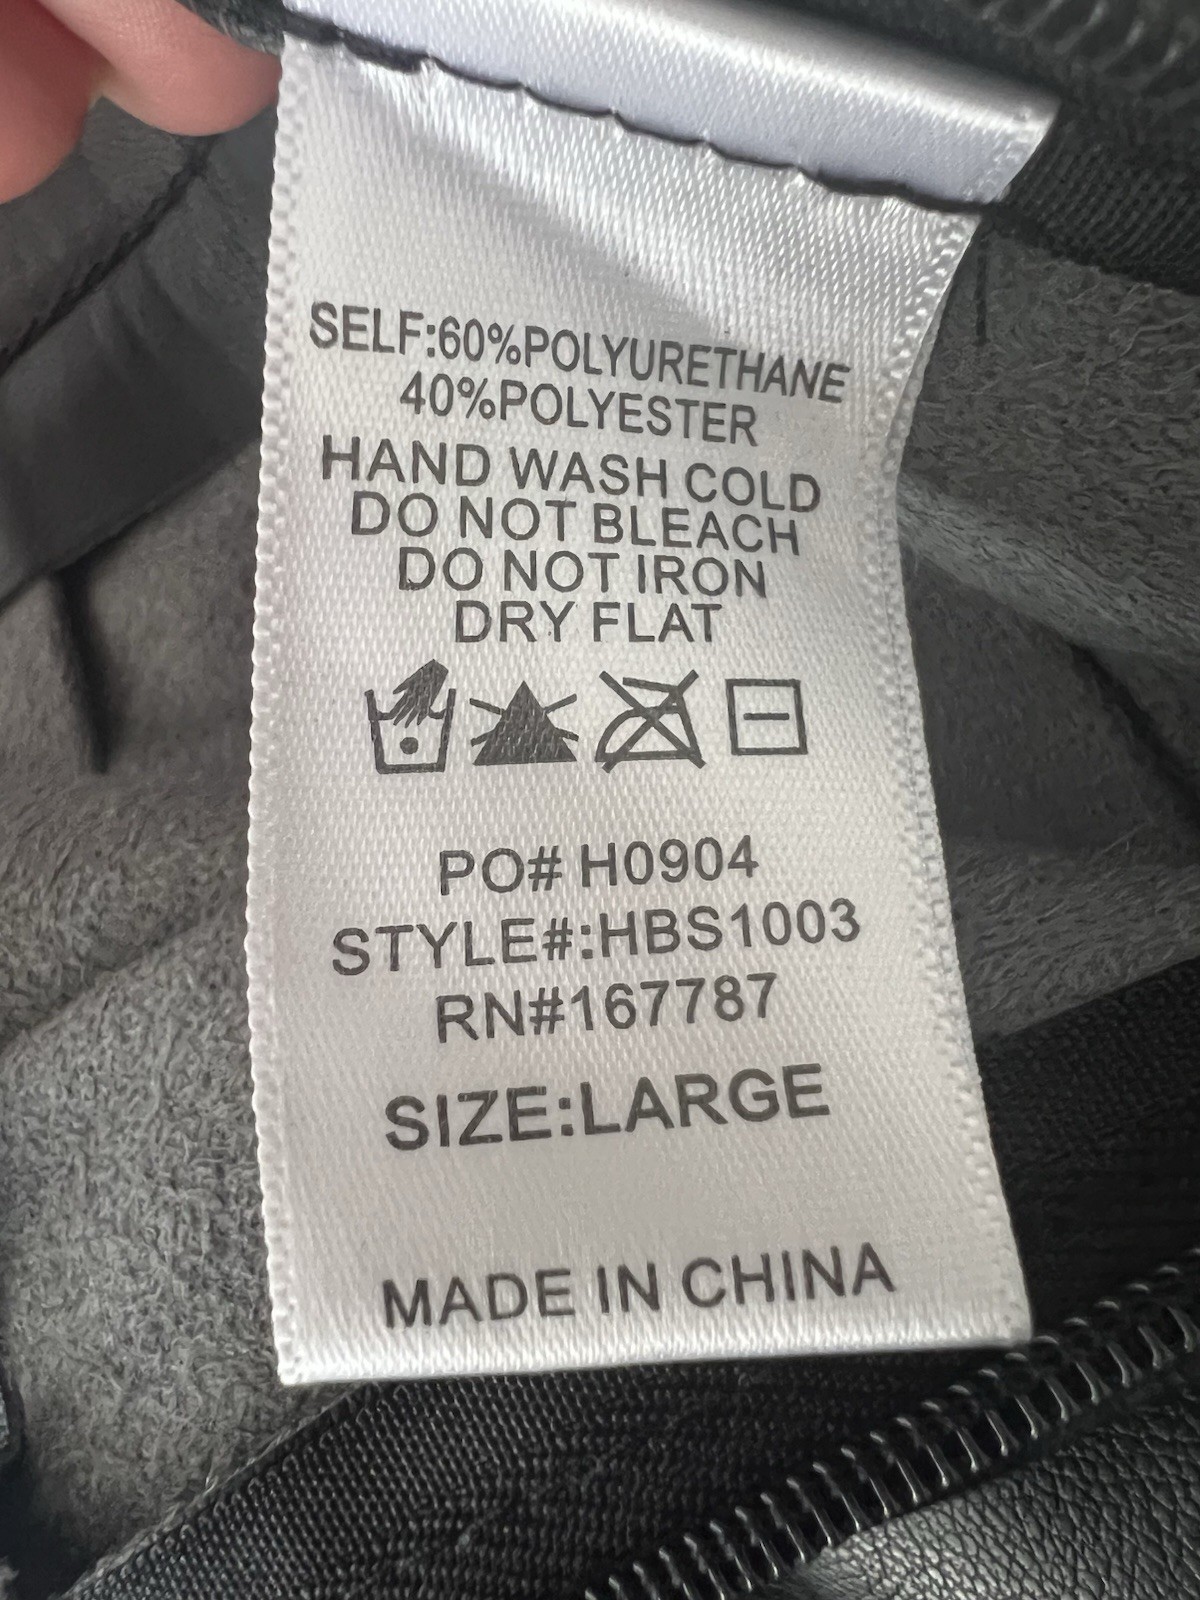 SELF:60%POLYURETHANE
40%POLYESTER
HAND WASH COLD
DO NOT BLEACH
DO NOT IRON
DRY FLAT
PO# H0904
STYLE#:HBS1003
RN#167787
SIZE:LARGE
MADE IN CHINA